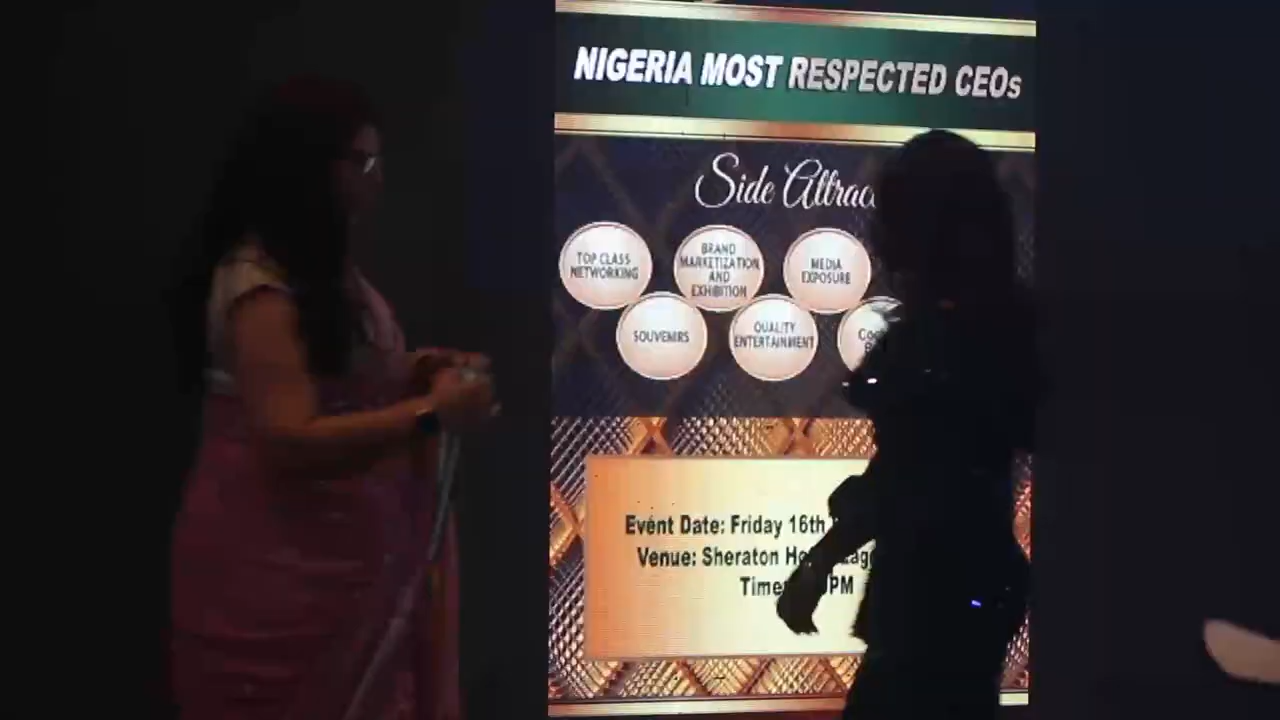 NIGERIA MOST RESPECTED CEOs
Side Attrac
TOP CLASS
NETWORKING
BRAND
MARKETIZATION
AND
EXHIBITION
MEDIA
EXPOSURE
SOUVENIRS
QUALITY
ENTERTAINMENT
Event Date: Friday 16th
Venue: Sheraton
Time
PM